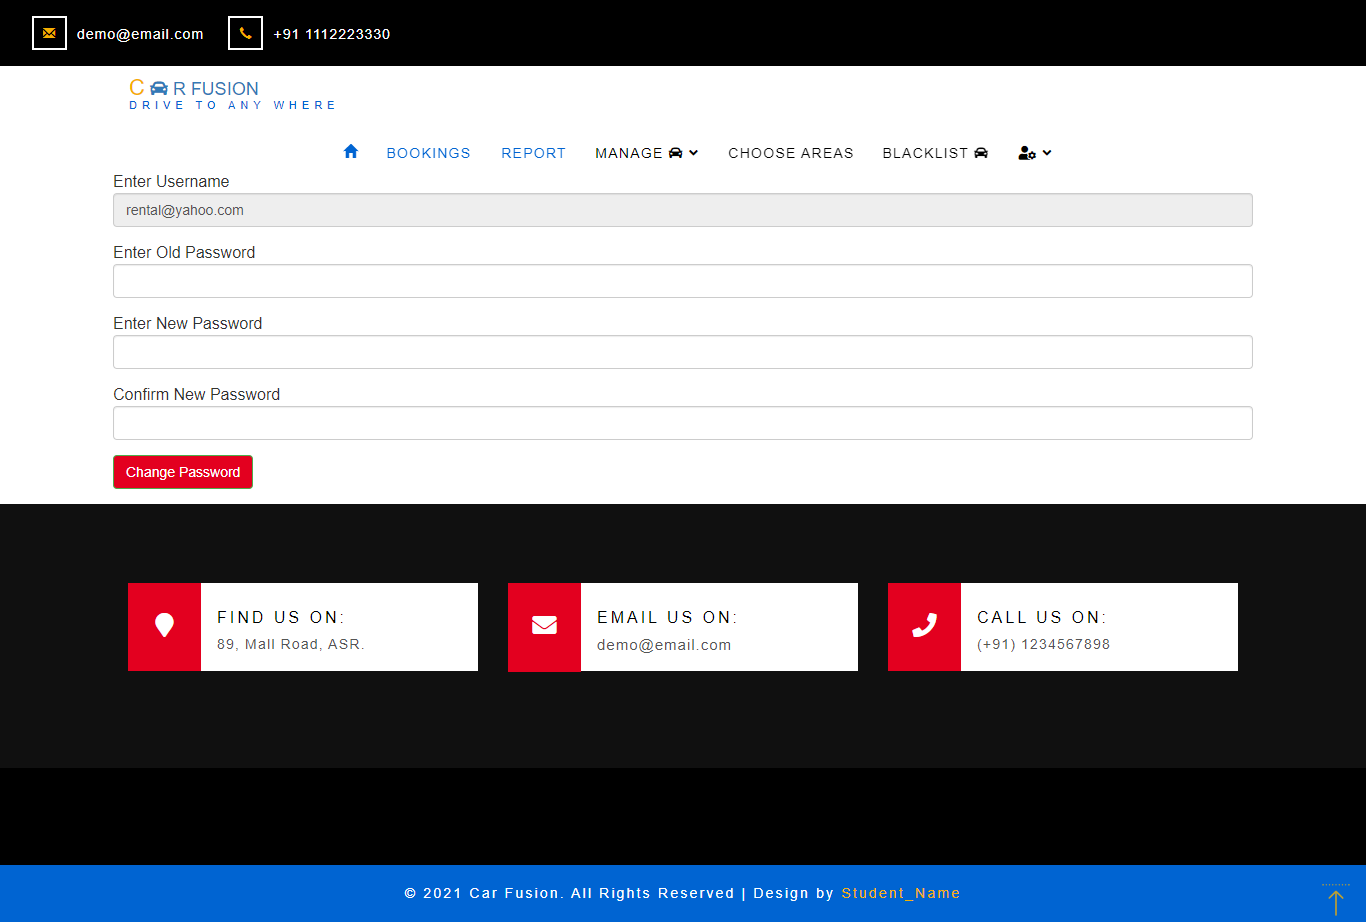 demo@email.com +91 1112223330
C R FUSION
DRIVE TO ANY WHERE
BOOKINGS REPORT MANAGE CHOOSE AREAS BLACKLIST
Enter Username
rental@yahoo.com
Enter Old Password
Enter New Password
Confirm New Password
Change Password
FIND US ON:
89, Mall Road, ASR.
EMAIL US ON:
demo@email.com
CALL US ON:
(+91) 1234567898
© 2021 Car Fusion. All Rights Reserved | Design by Student_Name